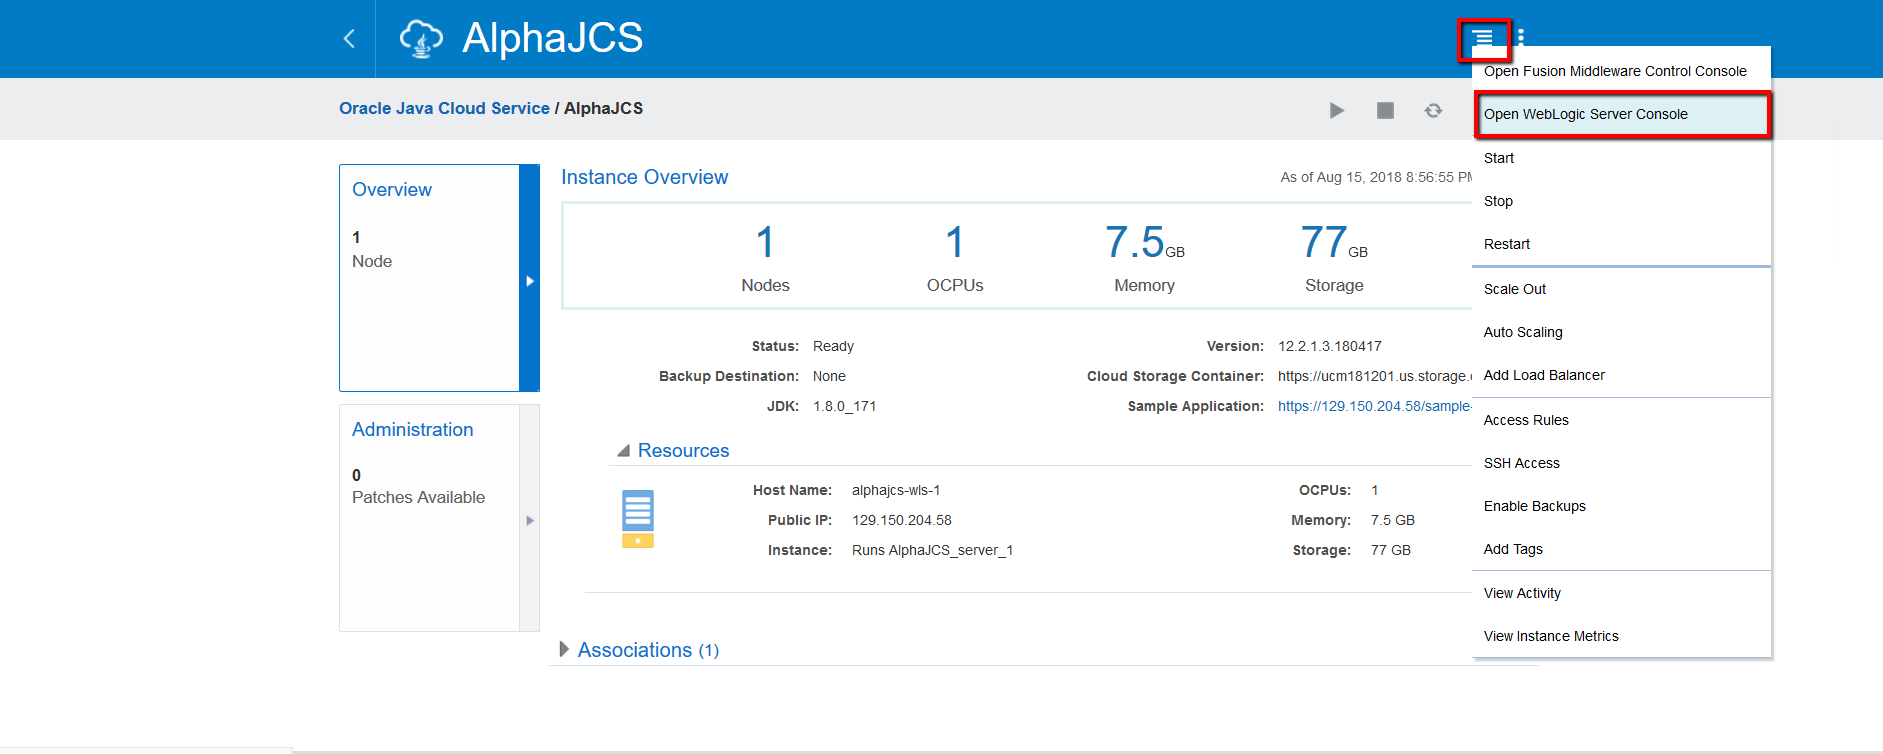 AlphaJCS
Oracle Java Cloud Service / AlphaJCS
Open Fusion Middleware Control Console
Open WebLogic Server Console
Start
Stop
Restart
Scale Out
Auto Scaling
Add Load Balancer
Access Rules
SSH Access
Enable Backups
Add Tags
View Activity
View Instance Metrics
Overview
1
Node
Administration
0
Patches Available
Instance Overview
As of Aug 15, 2018 8:56:55 PM
1
Nodes
1
OCPUs
7.5 GB
Memory
77 GB
Storage
Status: Ready
Backup Destination: None
JDK: 1.8.0_171
Version: 12.2.1.3.180417
Cloud Storage Container: https://ucm181201.us.storage.
Sample Application: https://129.150.204.58/sample-
Resources
Host Name: alphajcs-wls-1
Public IP: 129.150.204.58
Instance: Runs AlphaJCS_server_1
OCPUs: 1
Memory: 7.5 GB
Storage: 77 GB
Associations (1)